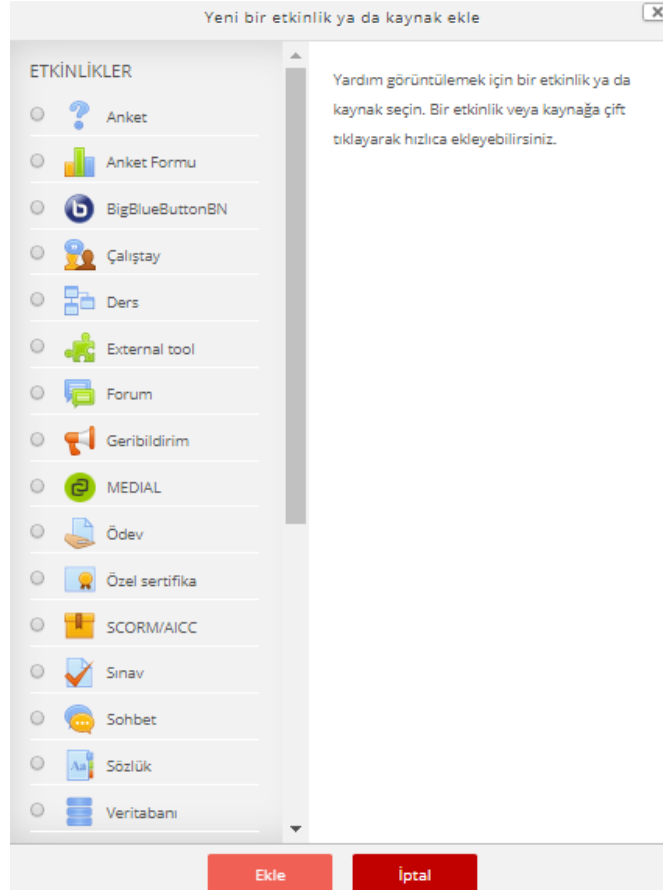 Yeni bir etkinlik ya da kaynak ekle
ETKİNLİKLER
Anket
Anket Formu
b
BigBlueButtonBN
Çalıştay
Ders
External tool
Forum
Geribildirim
MEDIAL
Ödev
Özel sertifika
SCORM/AICC
Sınav
Sohbet
Aa
Sözlük
Veritabanı
Yardım görüntülemek için bir etkinlik ya da
kaynak seçin. Bir etkinlik veya kaynağa çift
tıklayarak hızlıca ekleyebilirsiniz.
Ekle
İptal